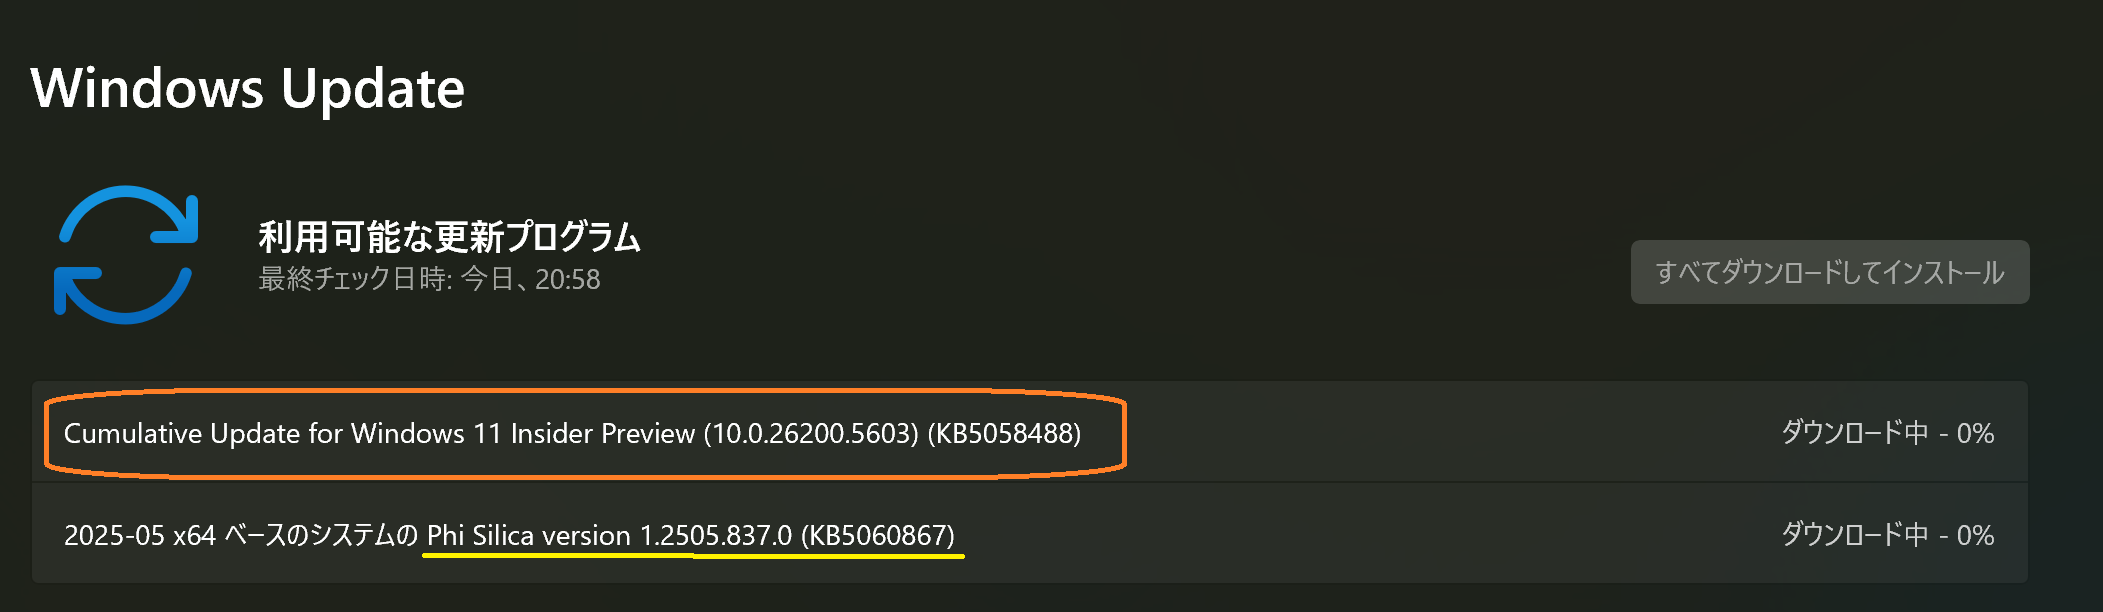 Windows Update
利用可能な更新プログラム
最終チェック日時: 今日、20:58
すべてダウンロードしてインストール
Cumulative Update for Windows 11 Insider Preview (10.0.26200.5603) (KB5058488)
ダウンロード中 - 0%
2025-05 x64 ベースのシステムの Phi Silica version 1.2505.837.0 (KB5060867)
ダウンロード中 - 0%